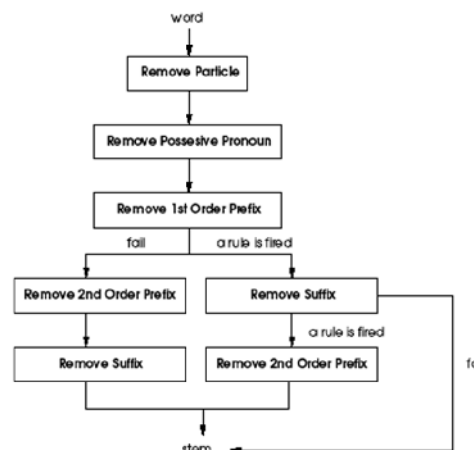 word
Remove Particle
Remove Possesive Pronoun
Remove 1st Order Prefix
fail a rule is fired
Remove 2nd Order Prefix Remove Suffix
a rule is fired
Remove Suffix Remove 2nd Order Prefix
stem